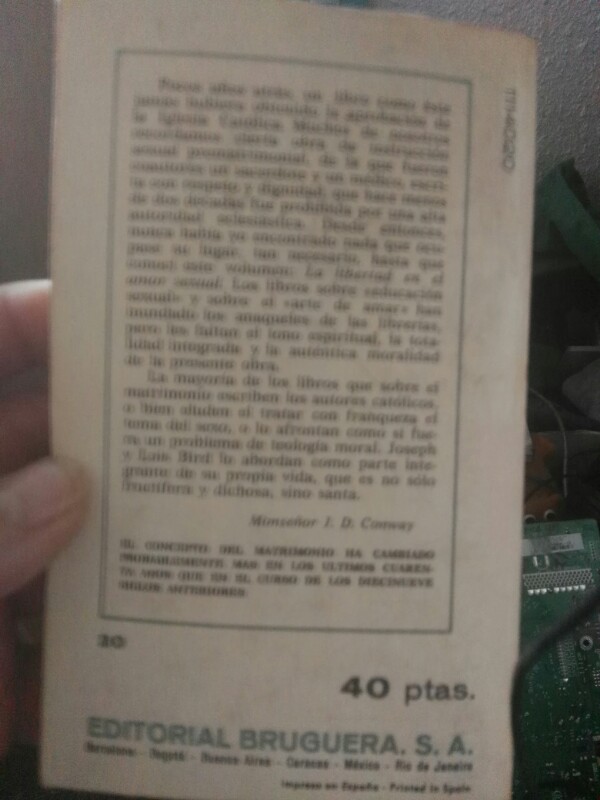 Pocos años atrás, un libro como éste
jamás hubiera obtenido la aprobación de
la Iglesia Católica. Muchos de nosotros
recordamos cierta obra de instrucción
sexual prematrimonial, de la que fueron
coautores un sacerdote y un médico, escri-
ta con respeto y dignidad, que hace menos
de dos décadas fue prohibida por una alta
autoridad eclesiástica. Desde entonces,
nunca había yo encontrado nada que ocu-
pase su lugar, tan necesario, hasta que
conocí este volumen: La libertad en el
amor sexual. Los libros sobre «educación
sexual» y sobre el «arte de amar» han
inundado los anaqueles de las librerías,
pero les faltan el tono espiritual, la tota-
lidad integrada y la auténtica moralidad
de la presente obra.
La mayoría de los libros que sobre el
matrimonio escriben los autores católicos,
o bien eluden el tratar con franqueza el
tema del sexo, o lo afrontan como si fue-
ra un problema de teología moral. Joseph
y Lois Bird lo abordan como parte inte-
grante de su propia vida, que es no sólo
fructífera y dichosa, sino santa.
Monseñor J. D. Conway
EL CONCEPTO DEL MATRIMONIO HA CAMBIADO
PROBABLEMENTE MAS EN LOS ULTIMOS CUAREN-
TA AÑOS QUE EN EL CURSO DE LOS DIECINUEVE
SIGLOS ANTERIORES.
20
40 ptas.
EDITORIAL BRUGUERA, S. A.
Barcelona - Bogotá - Buenos Aires - Caracas - México - Rio de Janeiro
Impreso en España - Printed in Spain